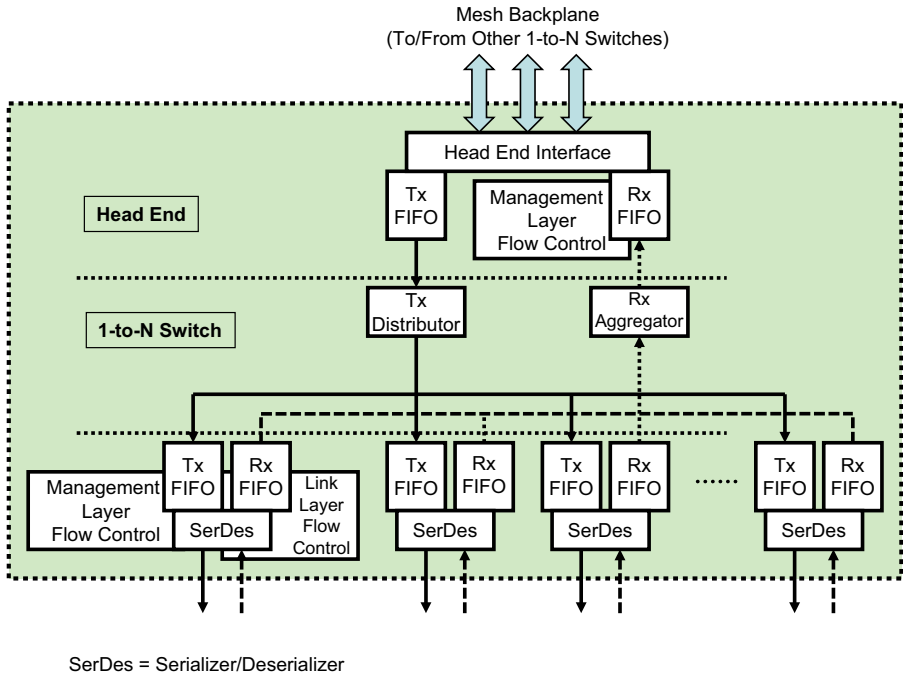 Mesh Backplane
(To/From Other 1-to-N Switches)
Head End Interface
Tx
FIFO
Management
Layer
Flow Control
Rx
FIFO
Head End
Tx
Distributor
Rx
Aggregator
1-to-N Switch
Tx
FIFO
Rx
FIFO
Management
Layer
Flow Control
Link
Layer
Flow
Control
SerDes
Tx
FIFO
Rx
FIFO
SerDes
Tx
FIFO
Rx
FIFO
SerDes
Tx
FIFO
Rx
FIFO
SerDes
SerDes = Serializer/Deserializer